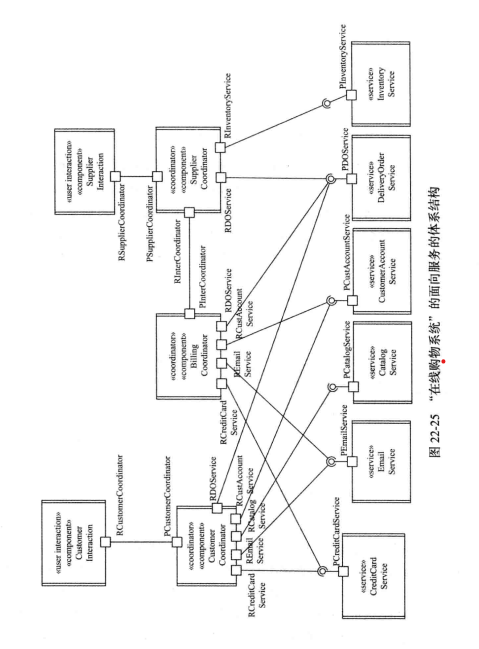 «user interaction»
«component»
Customer
Interaction
RCustomerCoordinator
PCustomerCoordinator
«coordinator»
«component»
Customer
Coordinator
RDOService
RCustAccount
Service
RCatalog
Service
REmail
Service
RCreditCard
Service
«coordinator»
«component»
Billing
Coordinator
PInterCoordinator
RInterCoordinator
RDOService
RCustAccount
Service
REmail
Service
RCreditCard
Service
«user interaction»
«component»
Supplier
Interaction
RSupplierCoordinator
PSupplierCoordinator
«coordinator»
«component»
Supplier
Coordinator
RDOService
RInventoryService
PCreditCardService
«service»
CreditCard
Service
PEmailService
«service»
Email
Service
PCatalogService
«service»
Catalog
Service
PCustAccountService
«service»
CustomerAccount
Service
PDOService
«service»
DeliveryOrder
Service
PInventoryService
«service»
Inventory
Service
图 22-25 “在线购物系统”的面向服务的体系结构